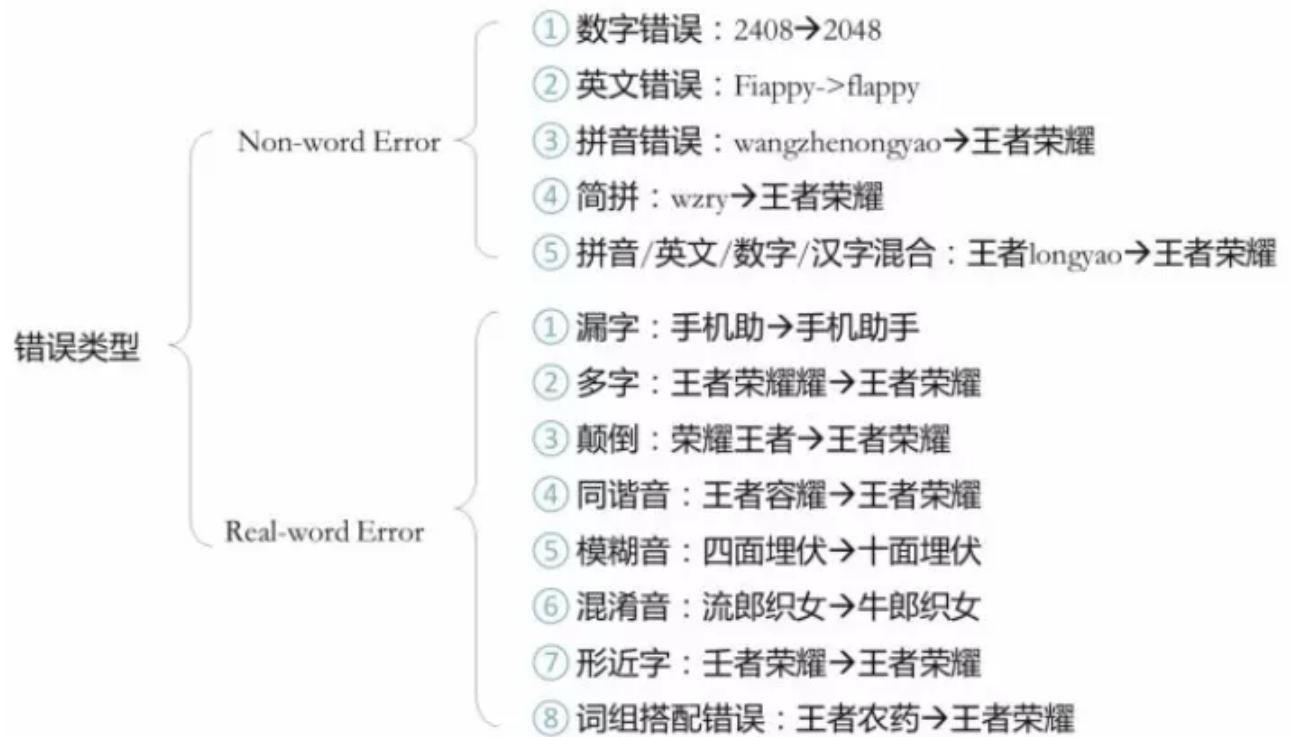 错误类型
Non-word Error
① 数字错误：2408→2048
② 英文错误：Fiappy->flappy
③ 拼音错误：wangzhenongyao→王者荣耀
④ 简拼：wzry→王者荣耀
⑤ 拼音/英文/数字/汉字混合：王者longyao→王者荣耀
Real-word Error
① 漏字：手机助→手机助手
② 多字：王者荣耀耀→王者荣耀
③ 颠倒：荣耀王者→王者荣耀
④ 同谐音：王者容耀→王者荣耀
⑤ 模糊音：四面埋伏→十面埋伏
⑥ 混淆音：流郎织女→牛郎织女
⑦ 形近字：壬者荣耀→王者荣耀
⑧ 词组搭配错误：王者农药→王者荣耀